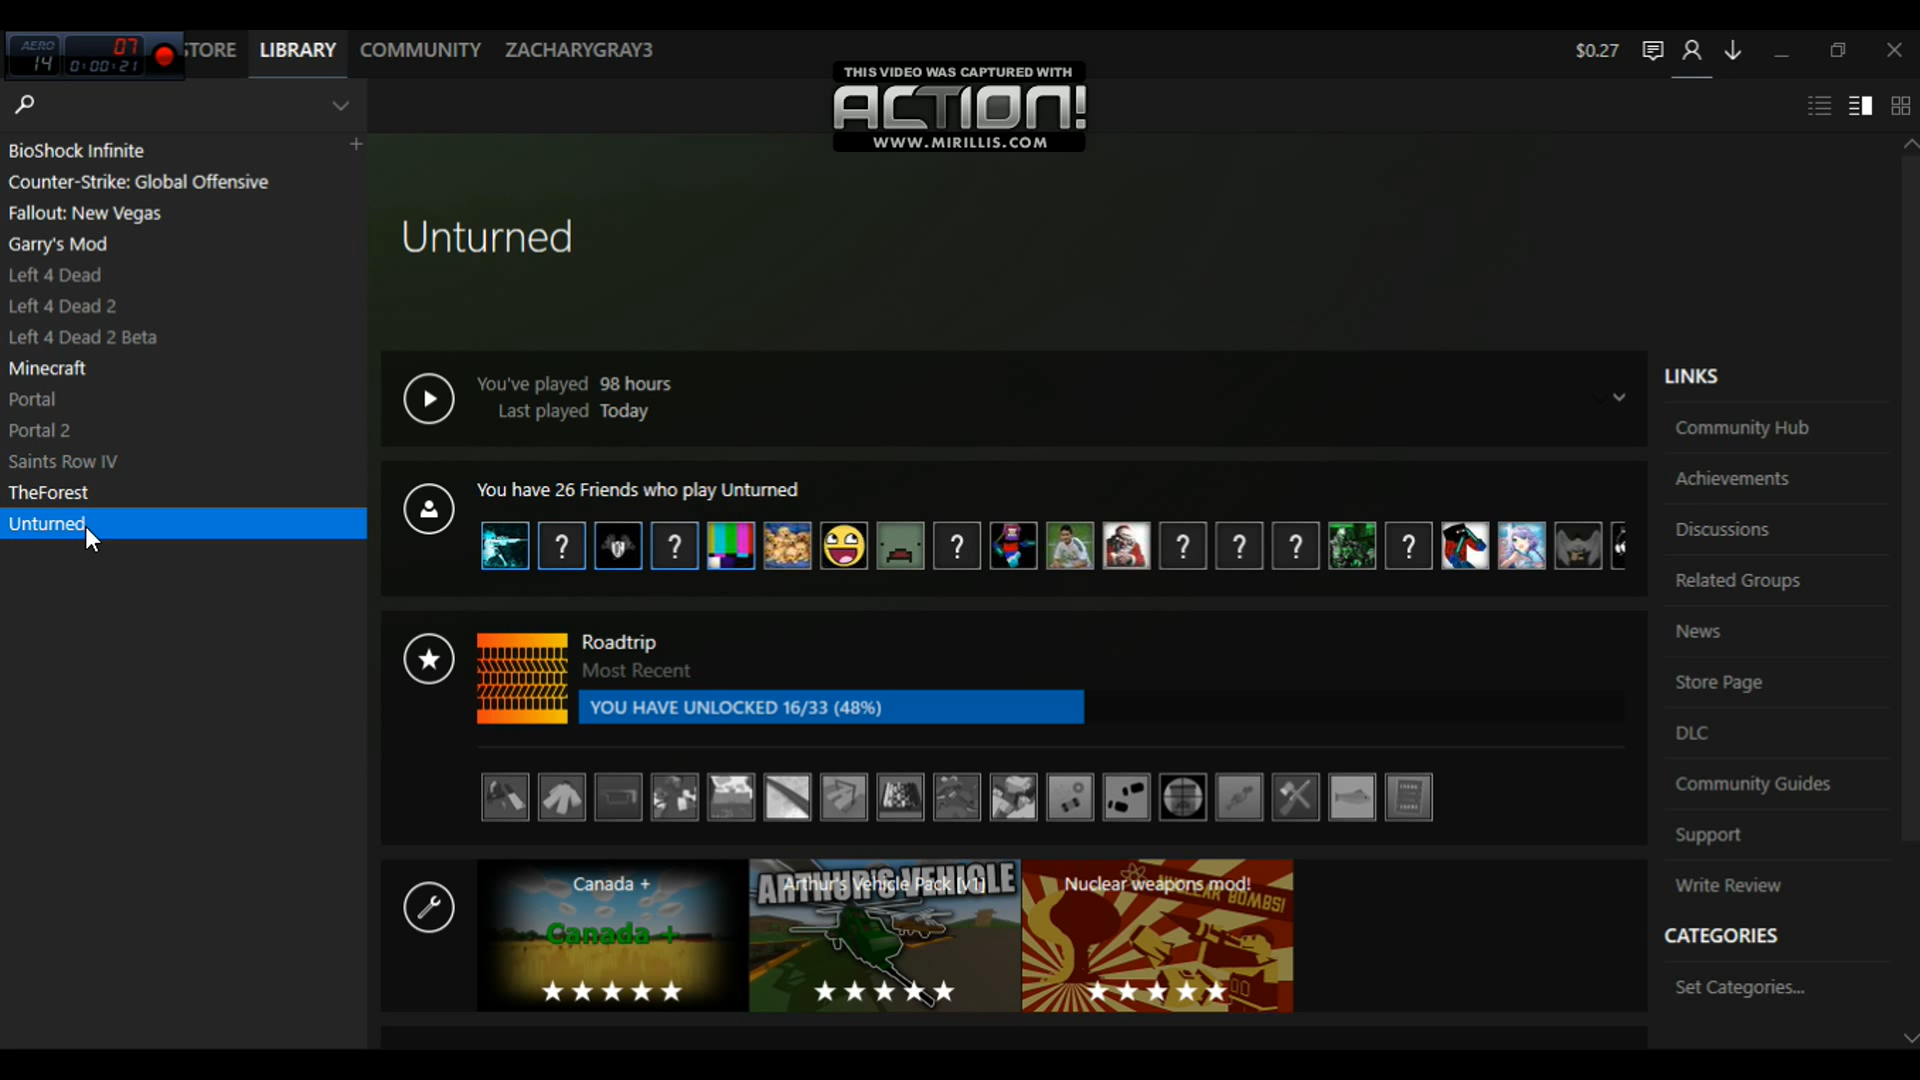 AERO
14
07
0:00:21
TORE
LIBRARY
COMMUNITY
ZACHARYGRAY3
$0.27
THIS VIDEO WAS CAPTURED WITH
ACTION!
WWW.MIRILLIS.COM
BioShock Infinite
Counter-Strike: Global Offensive
Fallout: New Vegas
Garry's Mod
Left 4 Dead
Left 4 Dead 2
Left 4 Dead 2 Beta
Minecraft
Portal
Portal 2
Saints Row IV
TheForest
Unturned
Unturned
You've played 98 hours
Last played Today
You have 26 Friends who play Unturned
? ? ? ? ? ? ?
Roadtrip
Most Recent
YOU HAVE UNLOCKED 16/33 (48%)
Canada +
Canada +
Arthur's Vehicle Pack [v1]
ARTHUR'S VEHICLE
Nuclear weapons mod!
NUCLEAR BOMBS!
LINKS
Community Hub
Achievements
Discussions
Related Groups
News
Store Page
DLC
Community Guides
Support
Write Review
CATEGORIES
Set Categories...